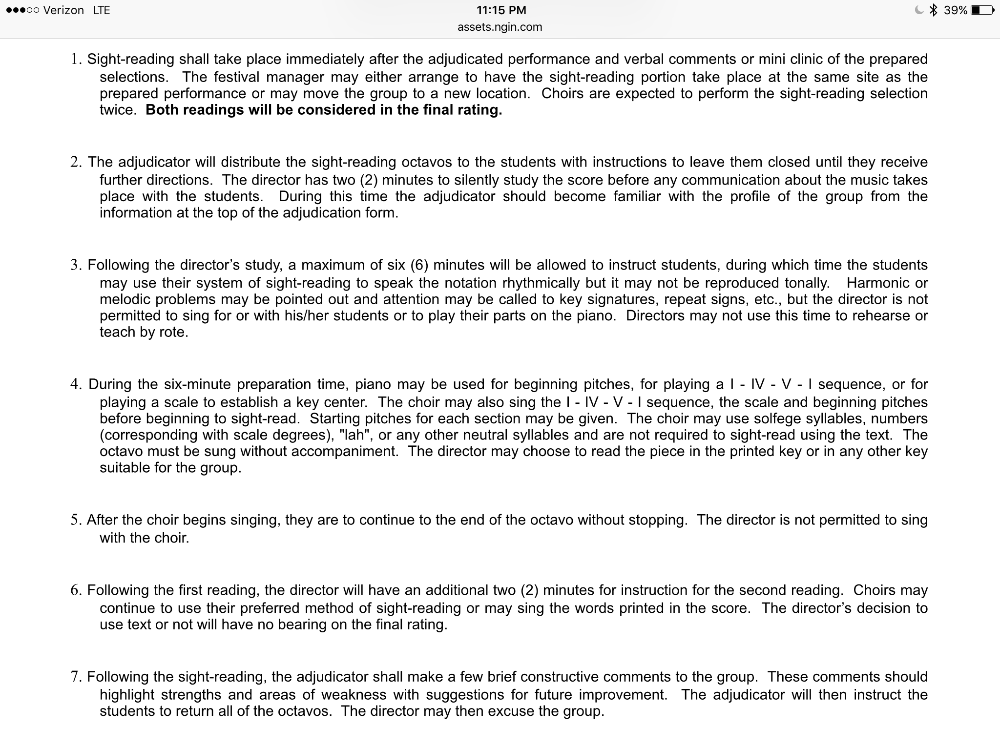 Verizon LTE
11:15 PM
39%
assets.ngin.com
1. Sight-reading shall take place immediately after the adjudicated performance and verbal comments or mini clinic of the prepared
selections. The festival manager may either arrange to have the sight-reading portion take place at the same site as the
prepared performance or may move the group to a new location. Choirs are expected to perform the sight-reading selection
twice. Both readings will be considered in the final rating.
2. The adjudicator will distribute the sight-reading octavos to the students with instructions to leave them closed until they receive
further directions. The director has two (2) minutes to silently study the score before any communication about the music takes
place with the students. During this time the adjudicator should become familiar with the profile of the group from the
information at the top of the adjudication form.
3. Following the director’s study, a maximum of six (6) minutes will be allowed to instruct students, during which time the students
may use their system of sight-reading to speak the notation rhythmically but it may not be reproduced tonally. Harmonic or
melodic problems may be pointed out and attention may be called to key signatures, repeat signs, etc., but the director is not
permitted to sing for or with his/her students or to play their parts on the piano. Directors may not use this time to rehearse or
teach by rote.
4. During the six-minute preparation time, piano may be used for beginning pitches, for playing a I - IV - V - I sequence, or for
playing a scale to establish a key center. The choir may also sing the I - IV - V - I sequence, the scale and beginning pitches
before beginning to sight-read. Starting pitches for each section may be given. The choir may use solfege syllables, numbers
(corresponding with scale degrees), "lah", or any other neutral syllables and are not required to sight-read using the text. The
octavo must be sung without accompaniment. The director may choose to read the piece in the printed key or in any other key
suitable for the group.
5. After the choir begins singing, they are to continue to the end of the octavo without stopping. The director is not permitted to sing
with the choir.
6. Following the first reading, the director will have an additional two (2) minutes for instruction for the second reading. Choirs may
continue to use their preferred method of sight-reading or may sing the words printed in the score. The director’s decision to
use text or not will have no bearing on the final rating.
7. Following the sight-reading, the adjudicator shall make a few brief constructive comments to the group. These comments should
highlight strengths and areas of weakness with suggestions for future improvement. The adjudicator will then instruct the
students to return all of the octavos. The director may then excuse the group.